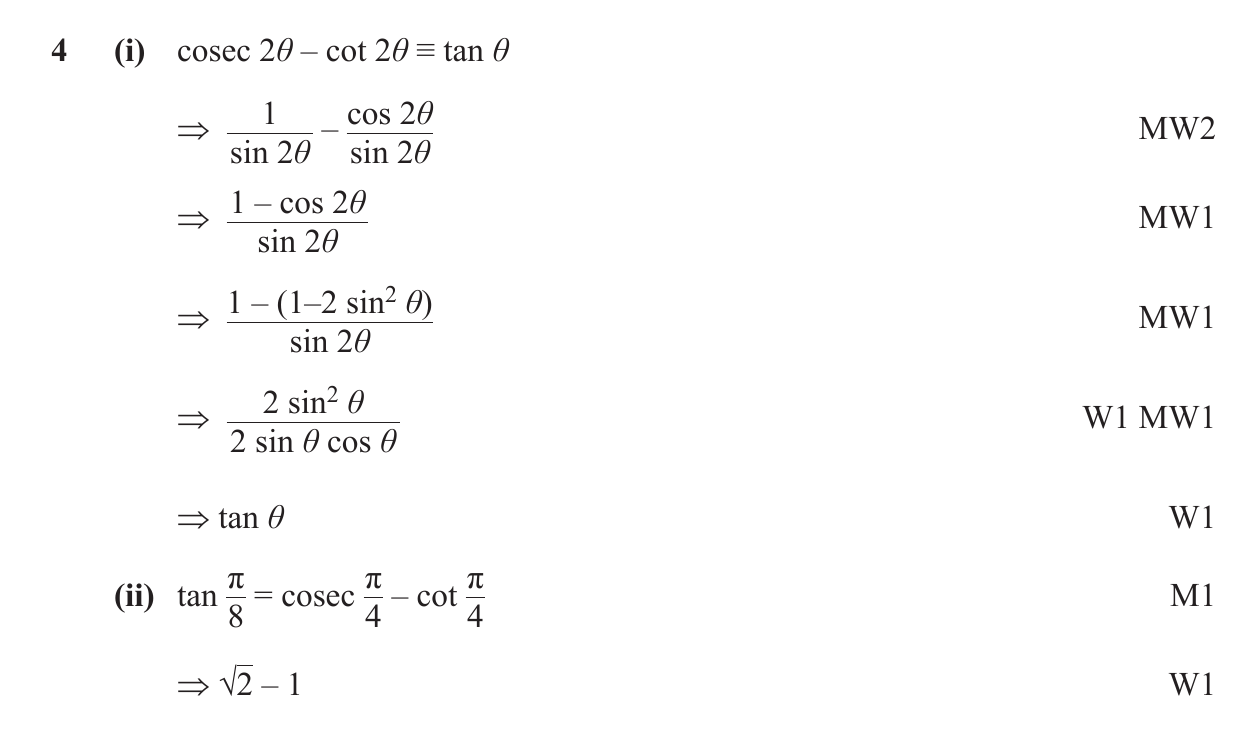 4 (i) cosec 2θ – cot 2θ ≡ tan θ
⇒ 1/sin 2θ – cos 2θ/sin 2θ MW2
⇒ (1 – cos 2θ)/sin 2θ MW1
⇒ (1 – (1–2 sin² θ))/sin 2θ MW1
⇒ 2 sin² θ/(2 sin θ cos θ) W1 MW1
⇒ tan θ W1
(ii) tan π/8 = cosec π/4 – cot π/4 M1
⇒ √2 – 1 W1